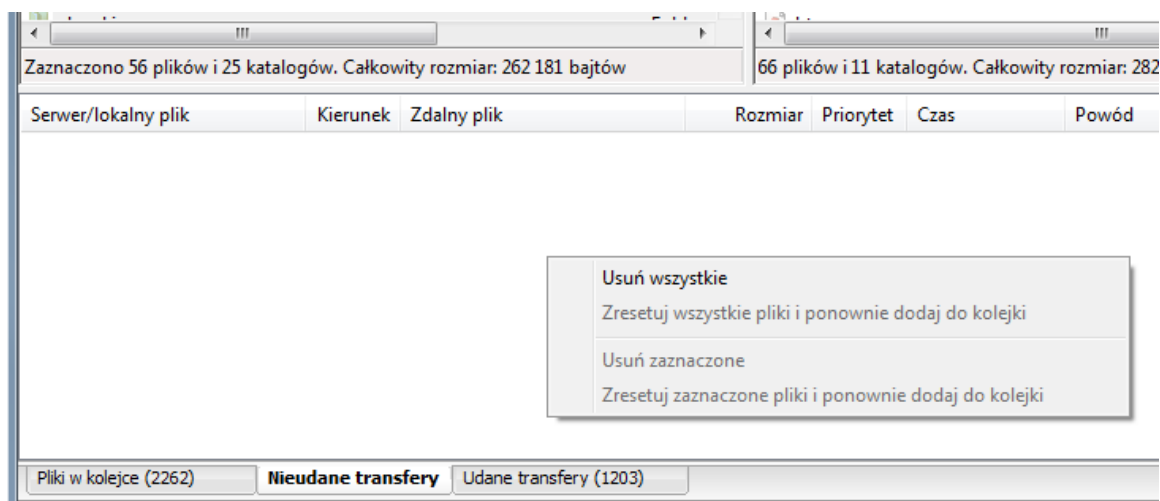 Zaznaczono 56 plików i 25 katalogów. Całkowity rozmiar: 262 181 bajtów
66 plików i 11 katalogów. Całkowity rozmiar: 282
Serwer/lokalny plik Kierunek Zdalny plik Rozmiar Priorytet Czas Powód
Usuń wszystkie
Zresetuj wszystkie pliki i ponownie dodaj do kolejki
Usuń zaznaczone
Zresetuj zaznaczone pliki i ponownie dodaj do kolejki
Pliki w kolejce (2262) Nieudane transfery Udane transfery (1203)